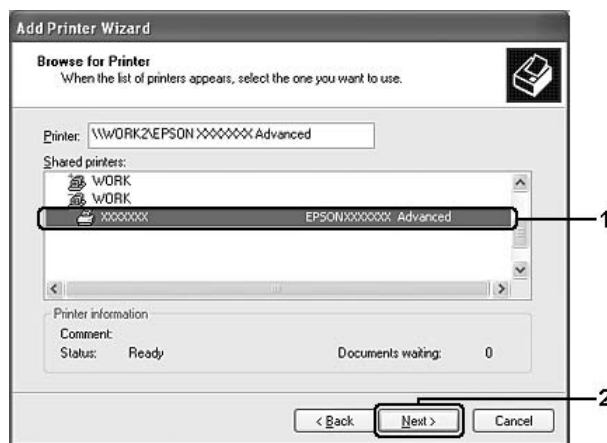 Add Printer Wizard
Browse for Printer
When the list of printers appears, select the one you want to use.
Printer: \\WORK2\EPSON XXXXXXX Advanced
Shared printers:
WORK
WORK
XXXXXXX EPSONXXXXXXX Advanced
1
Printer information
Comment:
Status: Ready Documents waiting: 0
2
< Back Next > Cancel